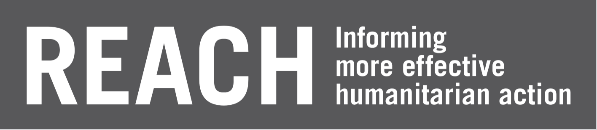 REACH
Informing
more effective
humanitarian action